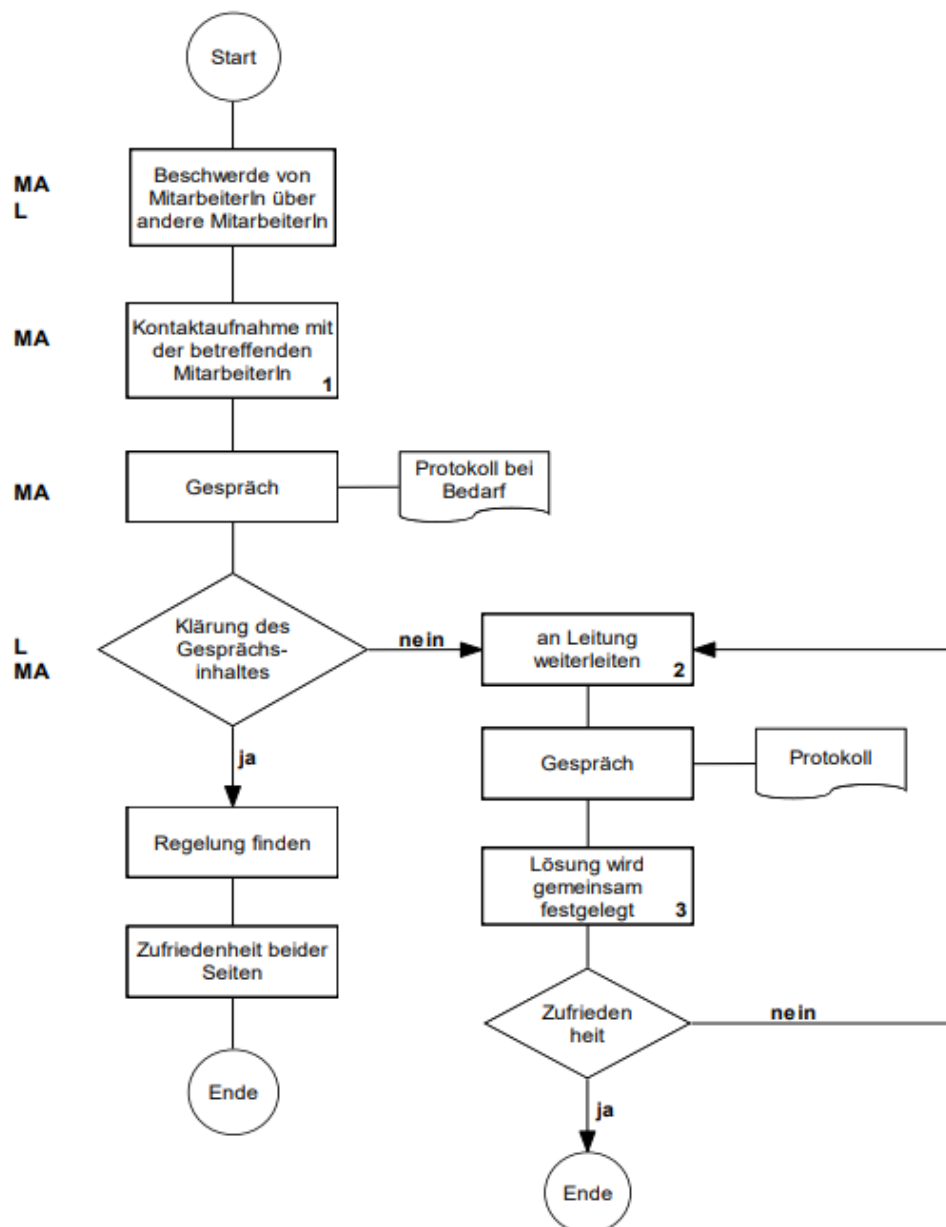 Start
MA
L
Beschwerde von
MitarbeiterIn über
andere MitarbeiterIn
MA
Kontaktaufnahme mit
der betreffenden
MitarbeiterIn
1
MA
Gespräch
Protokoll bei
Bedarf
L
MA
Klärung des
Gesprächs-
inhaltes
nein
an Leitung
weiterleiten
2
ja
Gespräch
Protokoll
Regelung finden
Lösung wird
gemeinsam
festgelegt
3
Zufriedenheit beider
Seiten
Zufrieden
heit
nein
Ende
ja
Ende